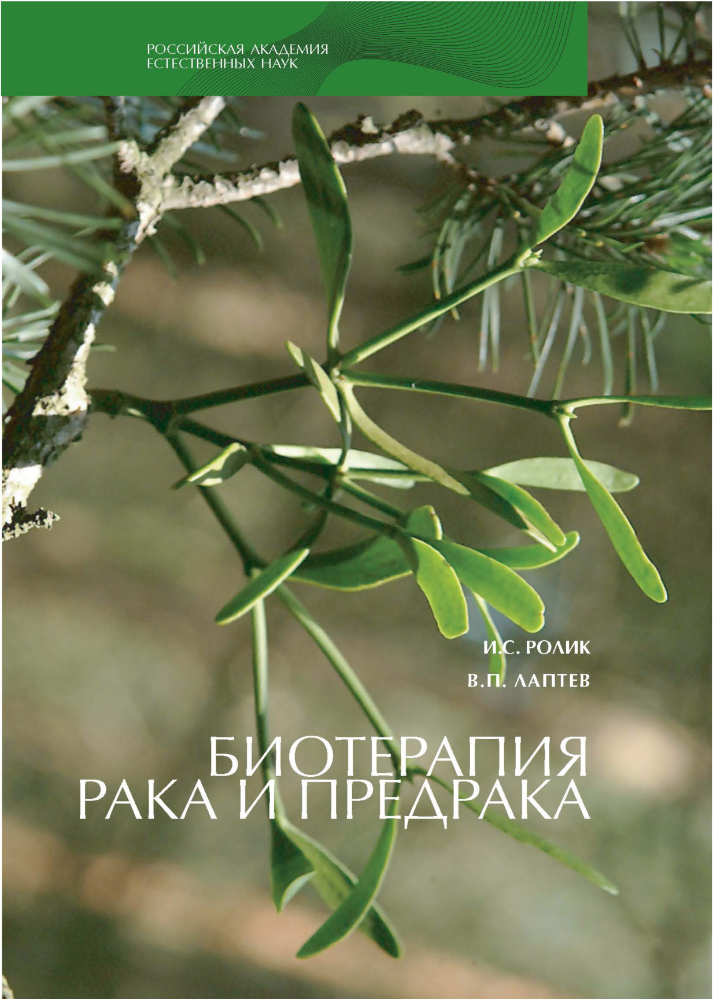 РОССИЙСКАЯ АКАДЕМИЯ
ЕСТЕСТВЕННЫХ НАУК
И.С. РОЛИК
В.П. ЛАПТЕВ
БИОТЕРАПИЯ
РАКА И ПРЕДРАКА